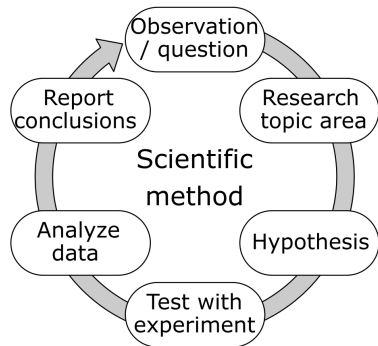 Observation
/ question
Research
topic area
Hypothesis
Test with
experiment
Analyze
data
Report
conclusions
Scientific
method